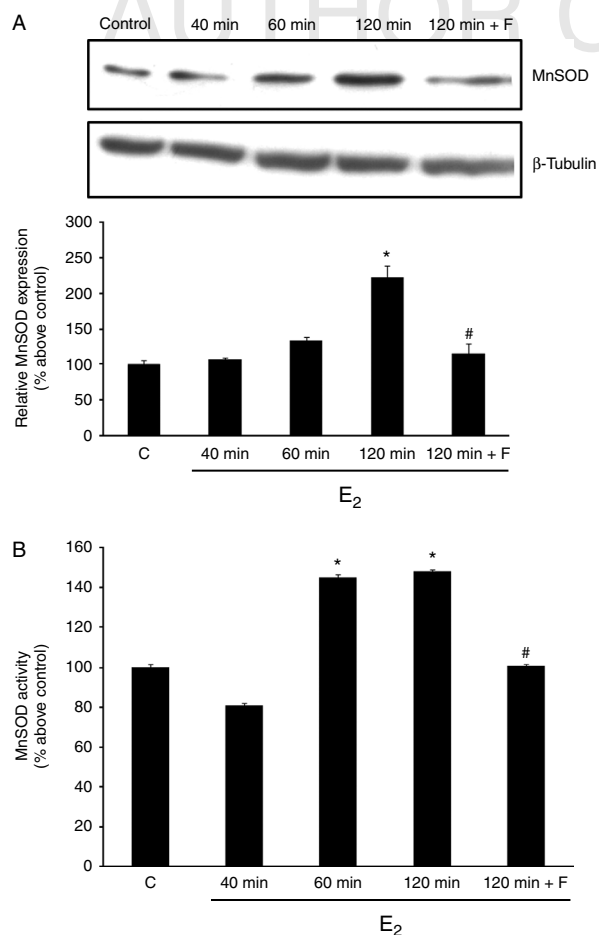 AUTHOR C
A
Control 40 min 60 min 120 min 120 min + F
MnSOD
β-Tubulin
Relative MnSOD expression
(% above control)
300
250
200
150
100
50
0
*
#
C 40 min 60 min 120 min 120 min + F
E2
B
MnSOD activity
(% above control)
160
140
120
100
80
60
40
20
0
*
*
#
C 40 min 60 min 120 min 120 min + F
E2